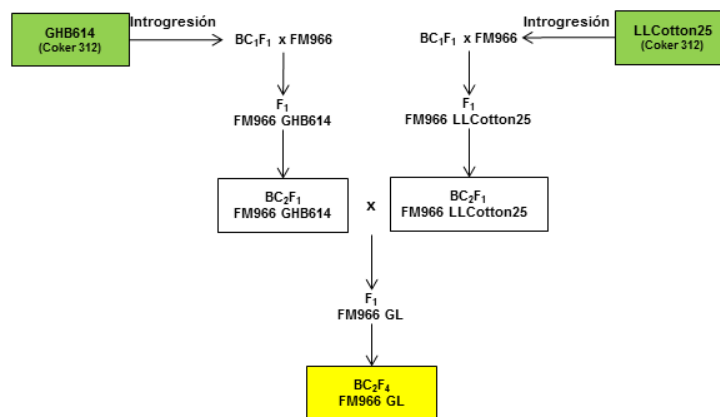 GHB614
(Coker 312)
Introgresión
BC₁F₁ x FM966
BC₁F₁ x FM966
Introgresión
LLCotton25
(Coker 312)
F₁
FM966 GHB614
F₁
FM966 LLCotton25
BC₂F₁
FM966 GHB614
x
BC₂F₁
FM966 LLCotton25
F₁
FM966 GL
BC₂F₄
FM966 GL